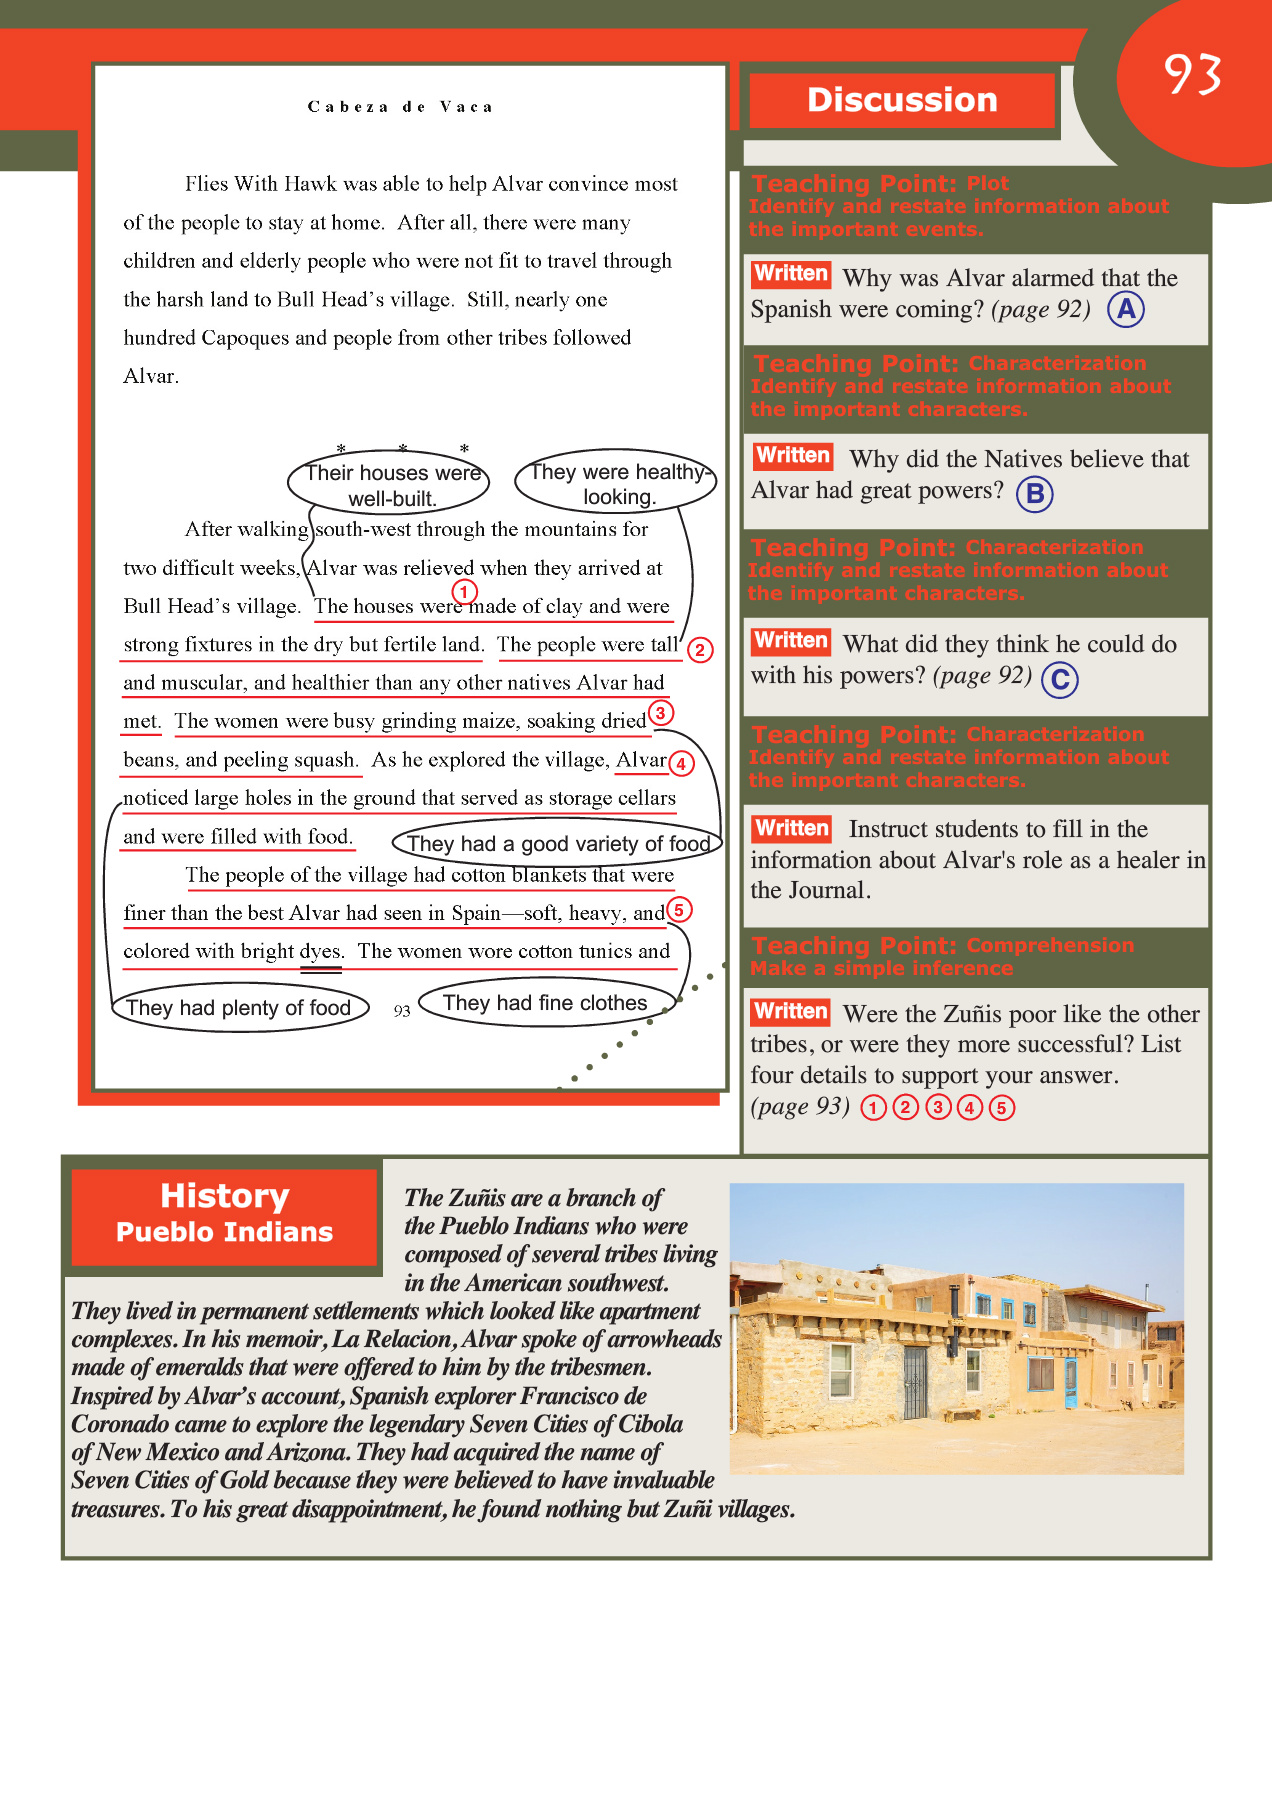 93
Cabeza de Vaca
Flies With Hawk was able to help Alvar convince most
of the people to stay at home.  After all, there were many
children and elderly people who were not fit to travel through
the harsh land to Bull Head's village.  Still, nearly one
hundred Capoques and people from other tribes followed
Alvar.
* * *
Their houses were
well-built.
They were healthy-
looking.
After walking south-west through the mountains for
two difficult weeks, Alvar was relieved when they arrived at
1
Bull Head's village.  The houses were made of clay and were
strong fixtures in the dry but fertile land.  The people were tall 2
and muscular, and healthier than any other natives Alvar had
met.  The women were busy grinding maize, soaking dried 3
beans, and peeling squash.  As he explored the village, Alvar 4
noticed large holes in the ground that served as storage cellars
and were filled with food.
They had a good variety of food
The people of the village had cotton blankets that were
finer than the best Alvar had seen in Spain—soft, heavy, and 5
colored with bright dyes.  The women wore cotton tunics and
They had plenty of food
93
They had fine clothes
Discussion
Teaching Point: Plot
Identify and restate information about
the important events.
Written Why was Alvar alarmed that the
Spanish were coming? (page 92) A
Teaching Point: Characterization
Identify and restate information about
the important characters.
Written Why did the Natives believe that
Alvar had great powers? B
Teaching Point: Characterization
Identify and restate information about
the important characters.
Written What did they think he could do
with his powers? (page 92) C
Teaching Point: Characterization
Identify and restate information about
the important characters.
Written Instruct students to fill in the
information about Alvar's role as a healer in
the Journal.
Teaching Point: Comprehension
Make a simple inference
Written Were the Zuñis poor like the other
tribes, or were they more successful? List
four details to support your answer.
(page 93) 1 2 3 4 5
History
Pueblo Indians
The Zuñis are a branch of
the Pueblo Indians who were
composed of several tribes living
in the American southwest.
They lived in permanent settlements which looked like apartment
complexes. In his memoir, La Relacion, Alvar spoke of arrowheads
made of emeralds that were offered to him by the tribesmen.
Inspired by Alvar's account, Spanish explorer Francisco de
Coronado came to explore the legendary Seven Cities of Cibola
of New Mexico and Arizona. They had acquired the name of
Seven Cities of Gold because they were believed to have invaluable
treasures. To his great disappointment, he found nothing but Zuñi villages.